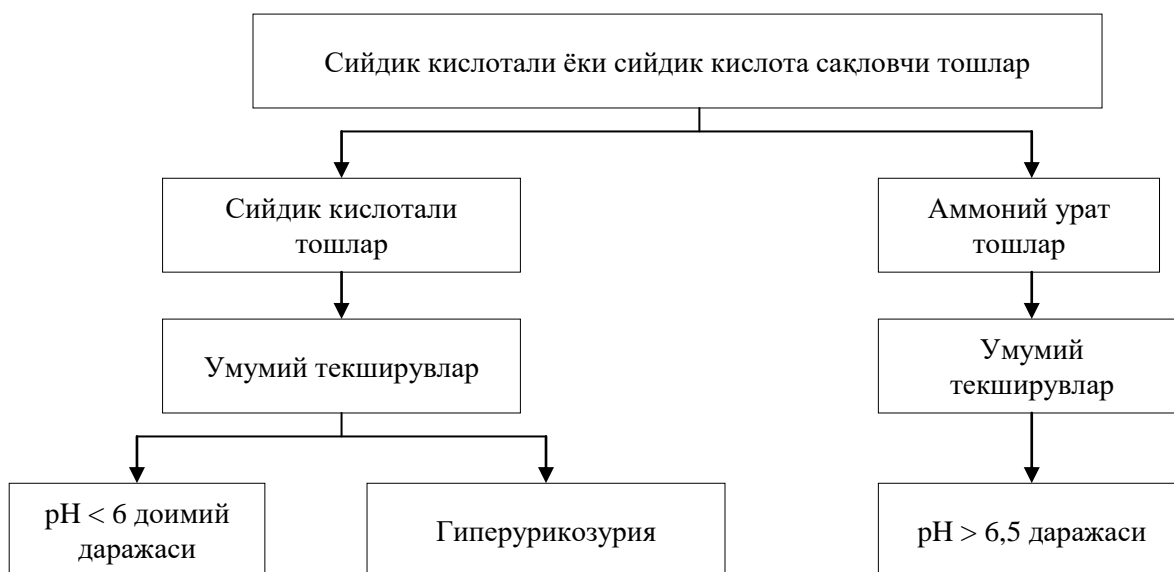 Сийдик кислотали ёки сийдик кислота сақловчи тошлар
Сийдик кислотали
тошлар
Аммоний урат
тошлар
Умумий текширувлар
Умумий
текширувлар
pH < 6 доимий
даражаси
Гиперурикозурия
pH > 6,5 даражаси